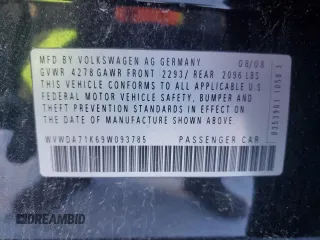 MFD BY VOLKSWAGEN AG GERMANY 08/08
GVWR 4278 GAWR FRONT 2293/ REAR 2096 LBS
THIS VEHICLE CONFORMS TO ALL APPLICABLE U.S
FEDERAL MOTOR VEHICLE SAFETY, BUMPER AND
THEFT PREVENTION STANDARDS IN EFFECT ON
THE DATE OF MANUFACTURE SHOWN ABOVE.
WVWDA71K69W093785 PASSENGER CAR
EPICAMBID